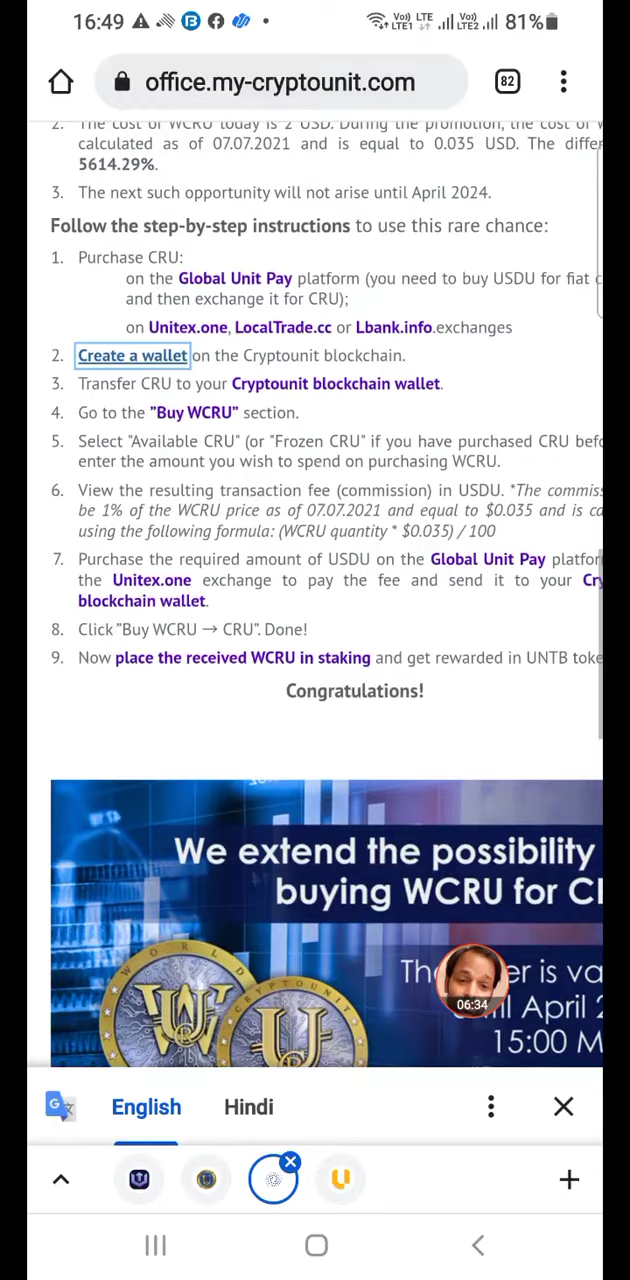 16:49
Vo) LTE Vo)
LTE1 LTE2 81%
office.my-cryptounit.com
82
2. The cost of WCRU today is 2 USD. During the promotion, the cost of
calculated as of 07.07.2021 and is equal to 0.035 USD. The
5614.29%.
3. The next such opportunity will not arise until April 2024.
Follow the step-by-step instructions to use this rare chance:
1. Purchase CRU:
on the Global Unit Pay platform (you need to buy USDU for fiat
and then exchange it for CRU);
on Unitex.one, LocalTrade.cc or Lbank.info.exchanges
2. Create a wallet on the Cryptounit blockchain.
3. Transfer CRU to your Cryptounit blockchain wallet.
4. Go to the ”Buy WCRU” section.
5. Select "Available CRU" (or "Frozen CRU" if you have purchased CRU
enter the amount you wish to spend on purchasing WCRU.
6. View the resulting transaction fee (commission) in USDU. *The
be 1% of the WCRU price as of 07.07.2021 and equal to $0.035 and is
using the following formula: (WCRU quantity * $0.035) / 100
7. Purchase the required amount of USDU on the Global Unit Pay
the Unitex.one exchange to pay the fee and send it to your
blockchain wallet.
8. Click ”Buy WCRU → CRU”. Done!
9. Now place the received WCRU in staking and get rewarded in UNTB
Congratulations!
We extend the possibility
buying WCRU for
WORLD
CRYPTOUNIT
is
April
06:34
15:00
English Hindi